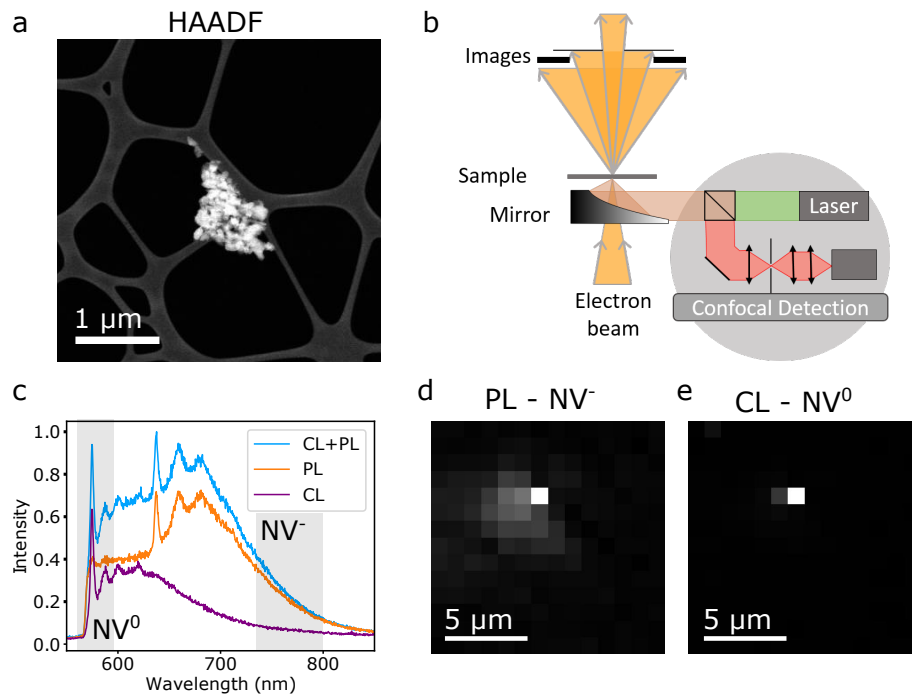 a
HAADF
1 μm
b
Images
Sample
Mirror
Laser
Electron
beam
Confocal Detection
c
1.0
0.8
0.6
0.4
0.2
0.0
Intensity
CL+PL
PL
CL
NV⁻
NV⁰
600
700
800
Wavelength (nm)
d
PL - NV⁻
5 μm
e
CL - NV⁰
5 μm